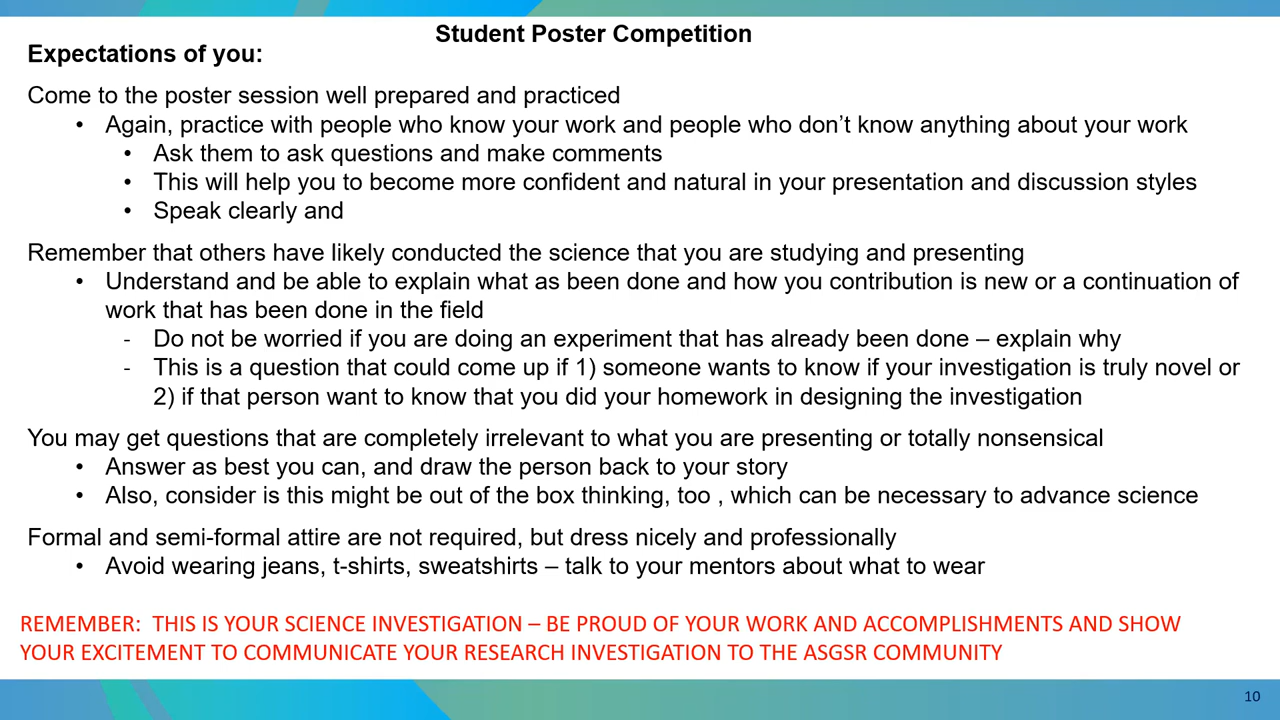 Student Poster Competition
Expectations of you:
Come to the poster session well prepared and practiced
• Again, practice with people who know your work and people who don’t know anything about your work
• Ask them to ask questions and make comments
• This will help you to become more confident and natural in your presentation and discussion styles
• Speak clearly and
Remember that others have likely conducted the science that you are studying and presenting
• Understand and be able to explain what as been done and how you contribution is new or a continuation of
work that has been done in the field
- Do not be worried if you are doing an experiment that has already been done – explain why
- This is a question that could come up if 1) someone wants to know if your investigation is truly novel or
2) if that person want to know that you did your homework in designing the investigation
You may get questions that are completely irrelevant to what you are presenting or totally nonsensical
• Answer as best you can, and draw the person back to your story
• Also, consider is this might be out of the box thinking, too , which can be necessary to advance science
Formal and semi-formal attire are not required, but dress nicely and professionally
• Avoid wearing jeans, t-shirts, sweatshirts – talk to your mentors about what to wear
REMEMBER: THIS IS YOUR SCIENCE INVESTIGATION – BE PROUD OF YOUR WORK AND ACCOMPLISHMENTS AND SHOW
YOUR EXCITEMENT TO COMMUNICATE YOUR RESEARCH INVESTIGATION TO THE ASGSR COMMUNITY
10